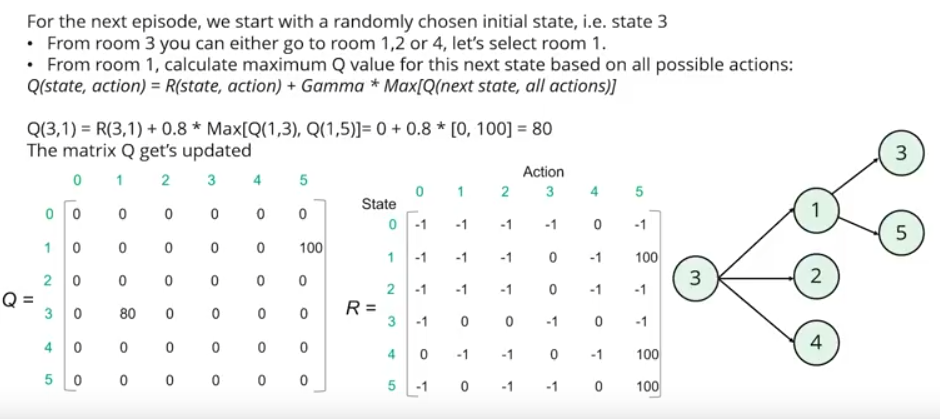 For the next episode, we start with a randomly chosen initial state, i.e. state 3
• From room 3 you can either go to room 1,2 or 4, let's select room 1.
• From room 1, calculate maximum Q value for this next state based on all possible actions:
Q(state, action) = R(state, action) + Gamma * Max[Q(next state, all actions)]
Q(3,1) = R(3,1) + 0.8 * Max[Q(1,3), Q(1,5)]= 0 + 0.8 * [0, 100] = 80
The matrix Q get's updated
0 1 2 3 4 5
0 0 0 0 0 0 0
1 0 0 0 0 0 100
2 0 0 0 0 0 0
Q =
3 0 80 0 0 0 0
4 0 0 0 0 0 0
5 0 0 0 0 0 0
Action
State 0 1 2 3 4 5
0 -1 -1 -1 -1 0 -1
1 -1 -1 -1 0 -1 100
2 -1 -1 -1 0 -1 -1
R =
3 -1 0 0 -1 0 -1
4 0 -1 -1 0 -1 100
5 -1 0 -1 -1 0 100
3
1
5
3
2
4